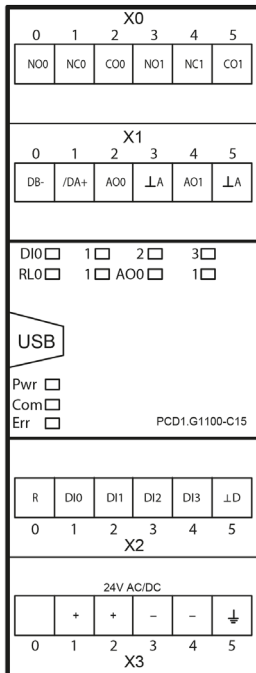 X0
0 1 2 3 4 5
NO0 NC0 CO0 NO1 NC1 CO1
X1
0 1 2 3 4 5
DB- /DA+ AO0 ⊥A AO1 ⊥A
DI0 1 2 3
RL0 1 AO0 1
USB
Pwr
Com
Err PCD1.G1100-C15
R DI0 DI1 DI2 DI3 ⊥D
0 1 2 3 4 5
X2
24V AC/DC
+ + – – ⏚
0 1 2 3 4 5
X3